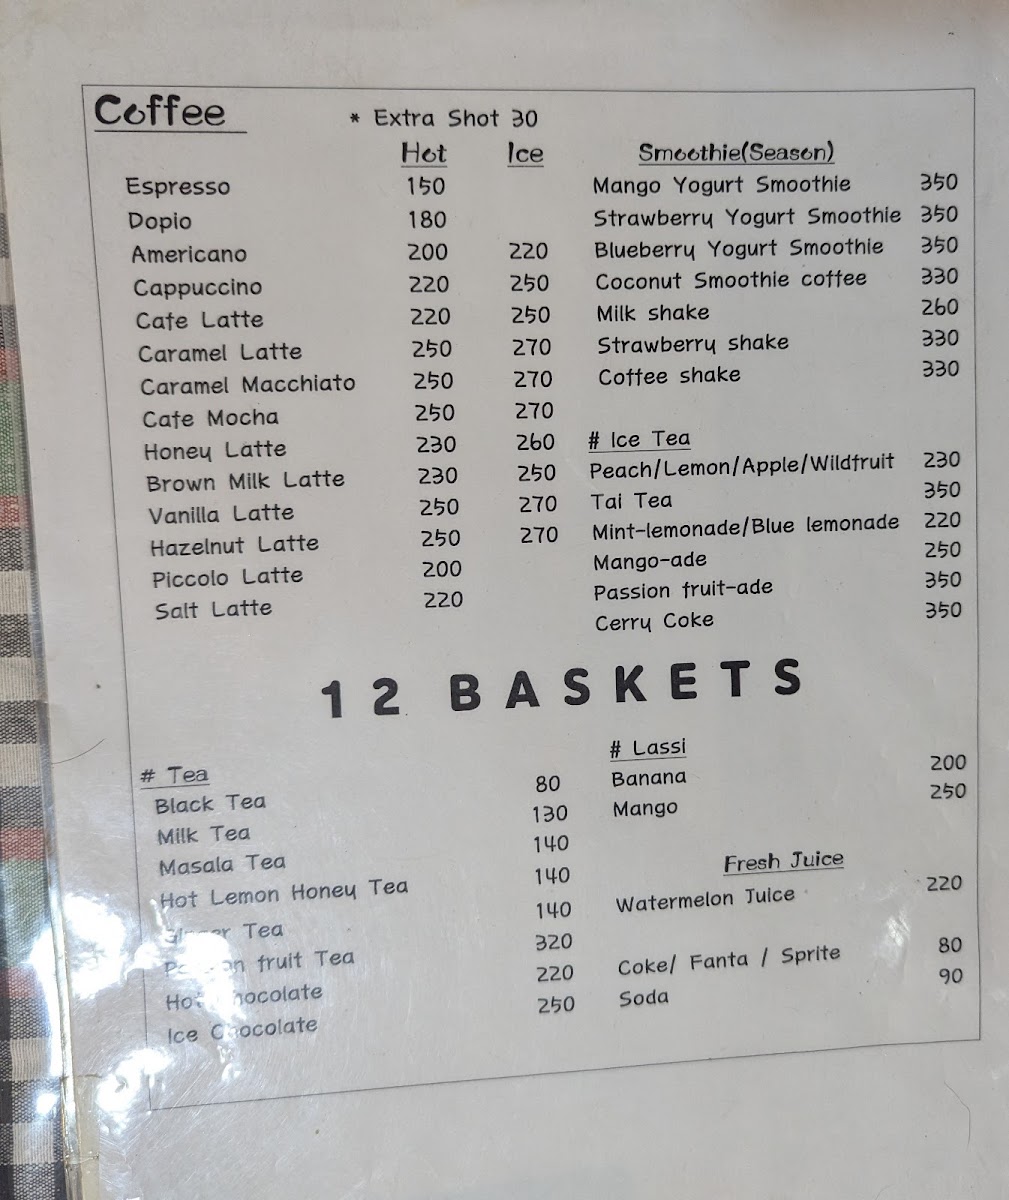 Coffee
* Extra Shot 30
Hot Ice
Espresso 150
Dopio 180
Americano 200 220
Cappuccino 220 250
Cafe Latte 220 250
Caramel Latte 250 270
Caramel Macchiato 250 270
Cafe Mocha 250 270
Honey Latte 230 260
Brown Milk Latte 230 250
Vanilla Latte 250 270
Hazelnut Latte 250 270
Piccolo Latte 200
Salt Latte 220
Smoothie(Season)
Mango Yogurt Smoothie 350
Strawberry Yogurt Smoothie 350
Blueberry Yogurt Smoothie 350
Coconut Smoothie coffee 330
Milk shake 260
Strawberry shake 330
Coffee shake 330
# Ice Tea
Peach/Lemon/Apple/Wildfruit 230
Tai Tea 350
Mint-lemonade/Blue lemonade 220
Mango-ade 250
Passion fruit-ade 350
Cerry Coke 350
12 BASKETS
# Tea
Black Tea 80
Milk Tea 130
Masala Tea 140
Hot Lemon Honey Tea 140
Ginger Tea 140
Passion fruit Tea 320
Hot Chocolate 220
Ice Chocolate 250
# Lassi
Banana 200
Mango 250
Fresh Juice
Watermelon Juice 220
Coke/ Fanta / Sprite 80
Soda 90